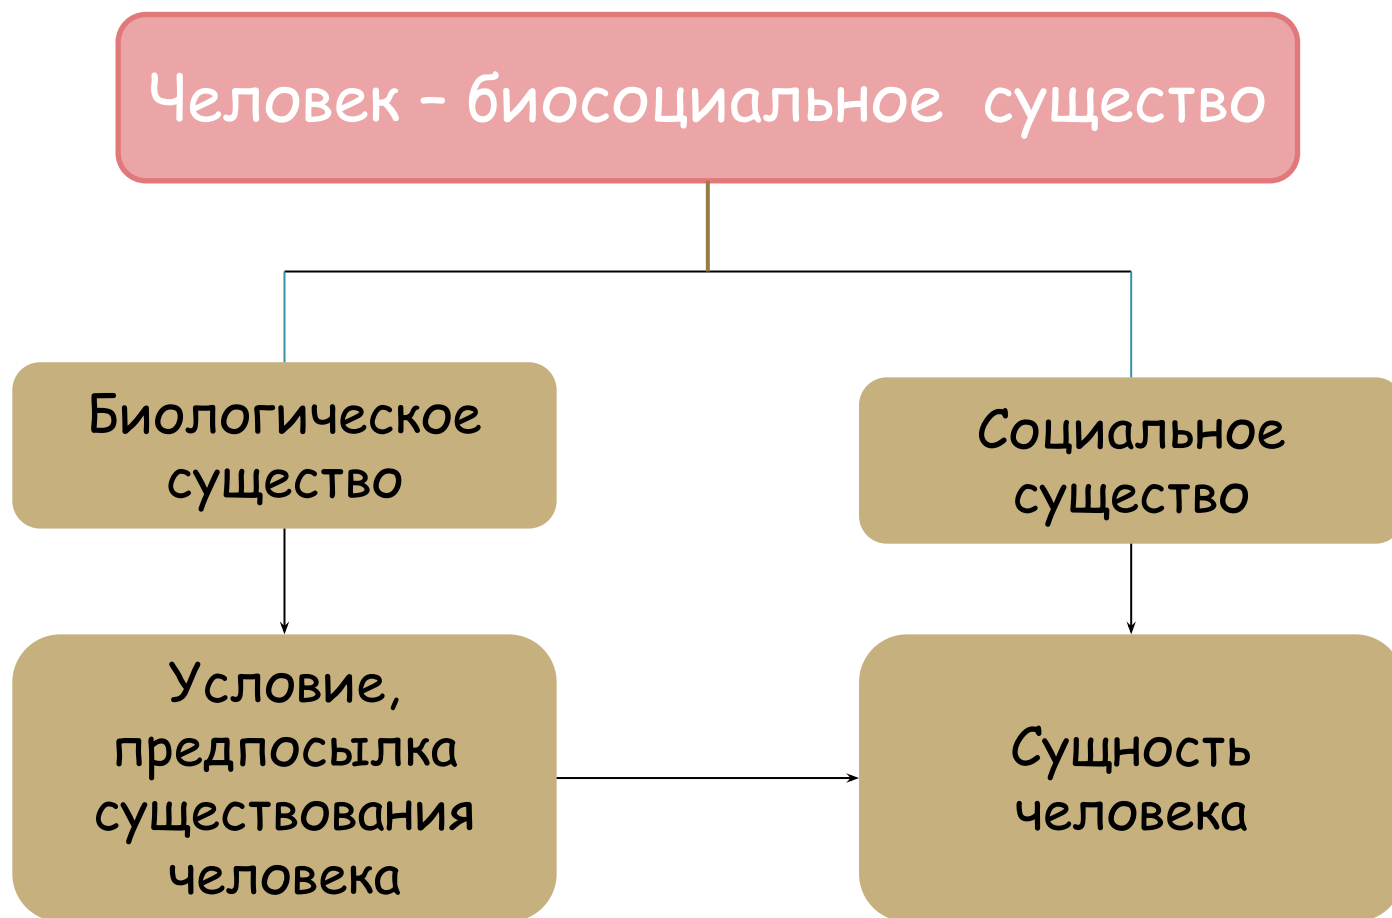 Человек – биосоциальное существо
Биологическое
существо
Социальное
существо
Условие,
предпосылка
существования
человека
Сущность
человека